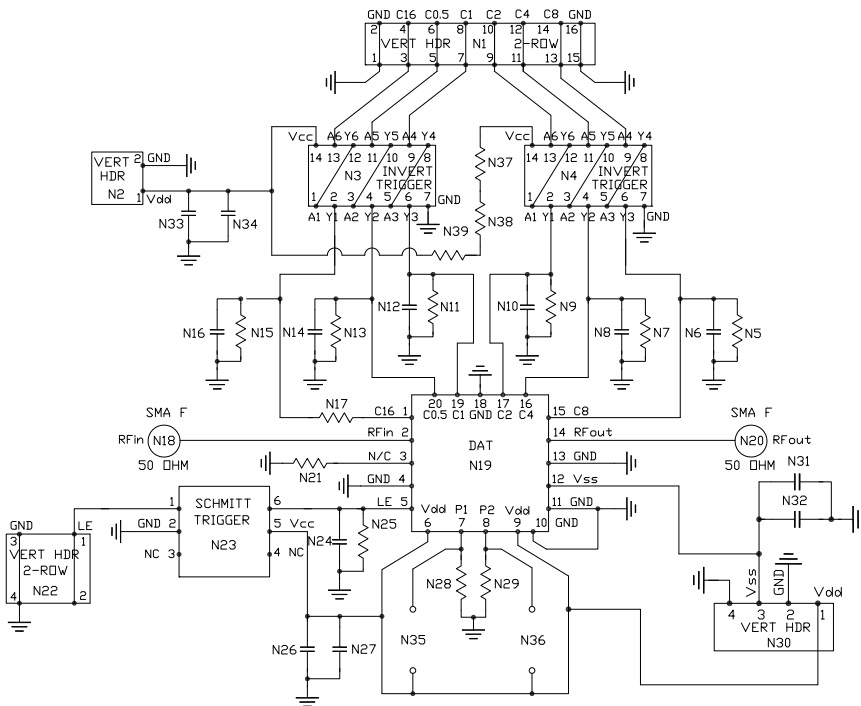 GND C16 C0.5 C1 C2 C4 C8 GND
2 4 6 8 10 12 14 16
VERT HDR N1 2-ROW
1 3 5 7 9 11 13 15
Vcc A6 Y6 A5 Y5 A4 Y4
14 13 12 11 10 9 8
N3 INVERT TRIGGER
1 2 3 4 5 6 7 GND
A1 Y1 A2 Y2 A3 Y3
Vcc A6 Y6 A5 Y5 A4 Y4
14 13 12 11 10 9 8
N4 INVERT TRIGGER
1 2 3 4 5 6 7 GND
A1 Y1 A2 Y2 A3 Y3
VERT 2 GND
HDR
N2 1 Vdd
N33 N34
N37
N38
N39
N16 N15 N14 N13 N12 N11 N10 N9 N8 N7 N6 N5
20 19 18 17 16
C0.5 C1 GND C2 C4
N17 C16 1
15 C8
SMA F
RFin N18
50 OHM
RFin 2
14 RFout
SMA F
N20 RFout
50 OHM
DAT
N19
N21 N/C 3
13 GND
GND 4
12 Vss
LE 5
11 GND
Vdd P1 P2 Vdd
6 7 8 9 10 GND
N31
N32
1 SCHMITT 6
TRIGGER
GND 2 5 Vcc
N23
NC 3 4 NC
N24 N25
GND LE
3 1
VERT HDR
2-ROW
N22
4 2
N28 N29
N26 N27
N35 N36
Vss GND Vdd
4 3 2 1
VERT HDR
N30